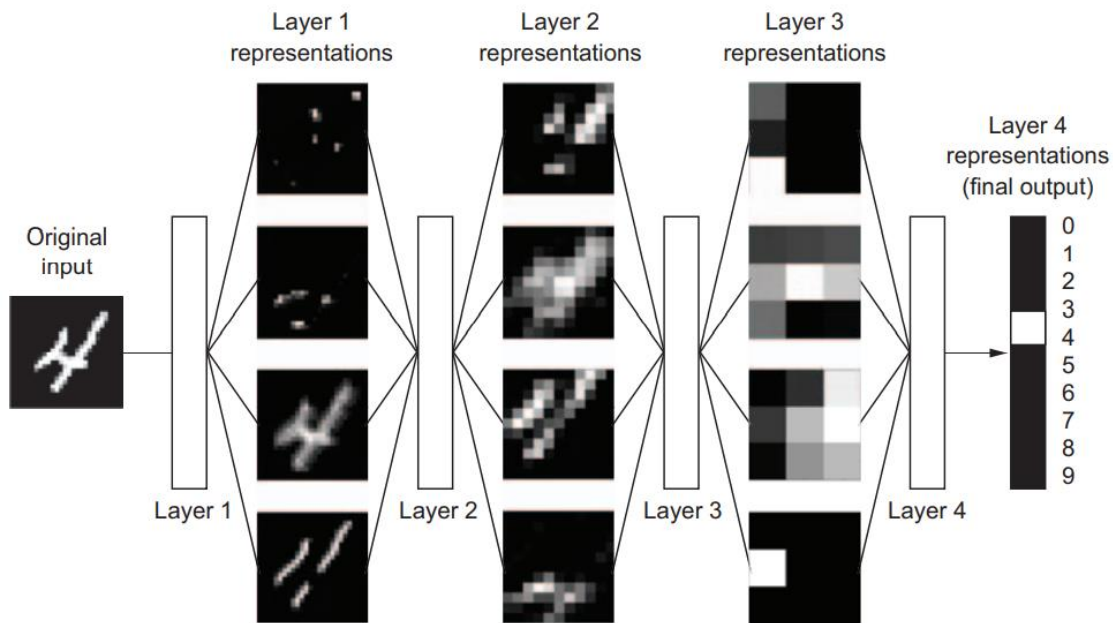 Layer 1
representations
Layer 2
representations
Layer 3
representations
Layer 4
representations
(final output)
Original
input
0
1
2
3
4
5
6
7
8
9
Layer 1
Layer 2
Layer 3
Layer 4